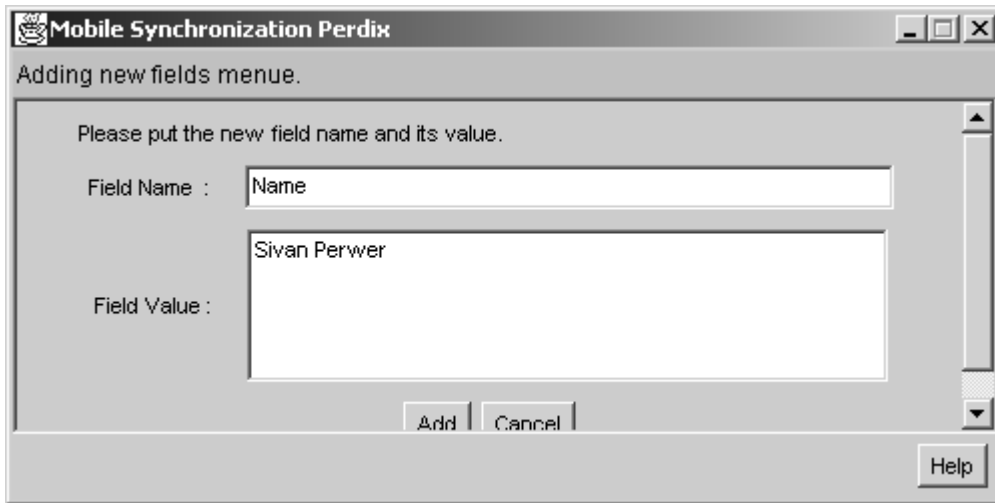 Mobile Synchronization Perdix
Adding new fields menue.
Please put the new field name and its value.
Field Name : Name
Sivan Perwer
Field Value :
Add Cancel
Help